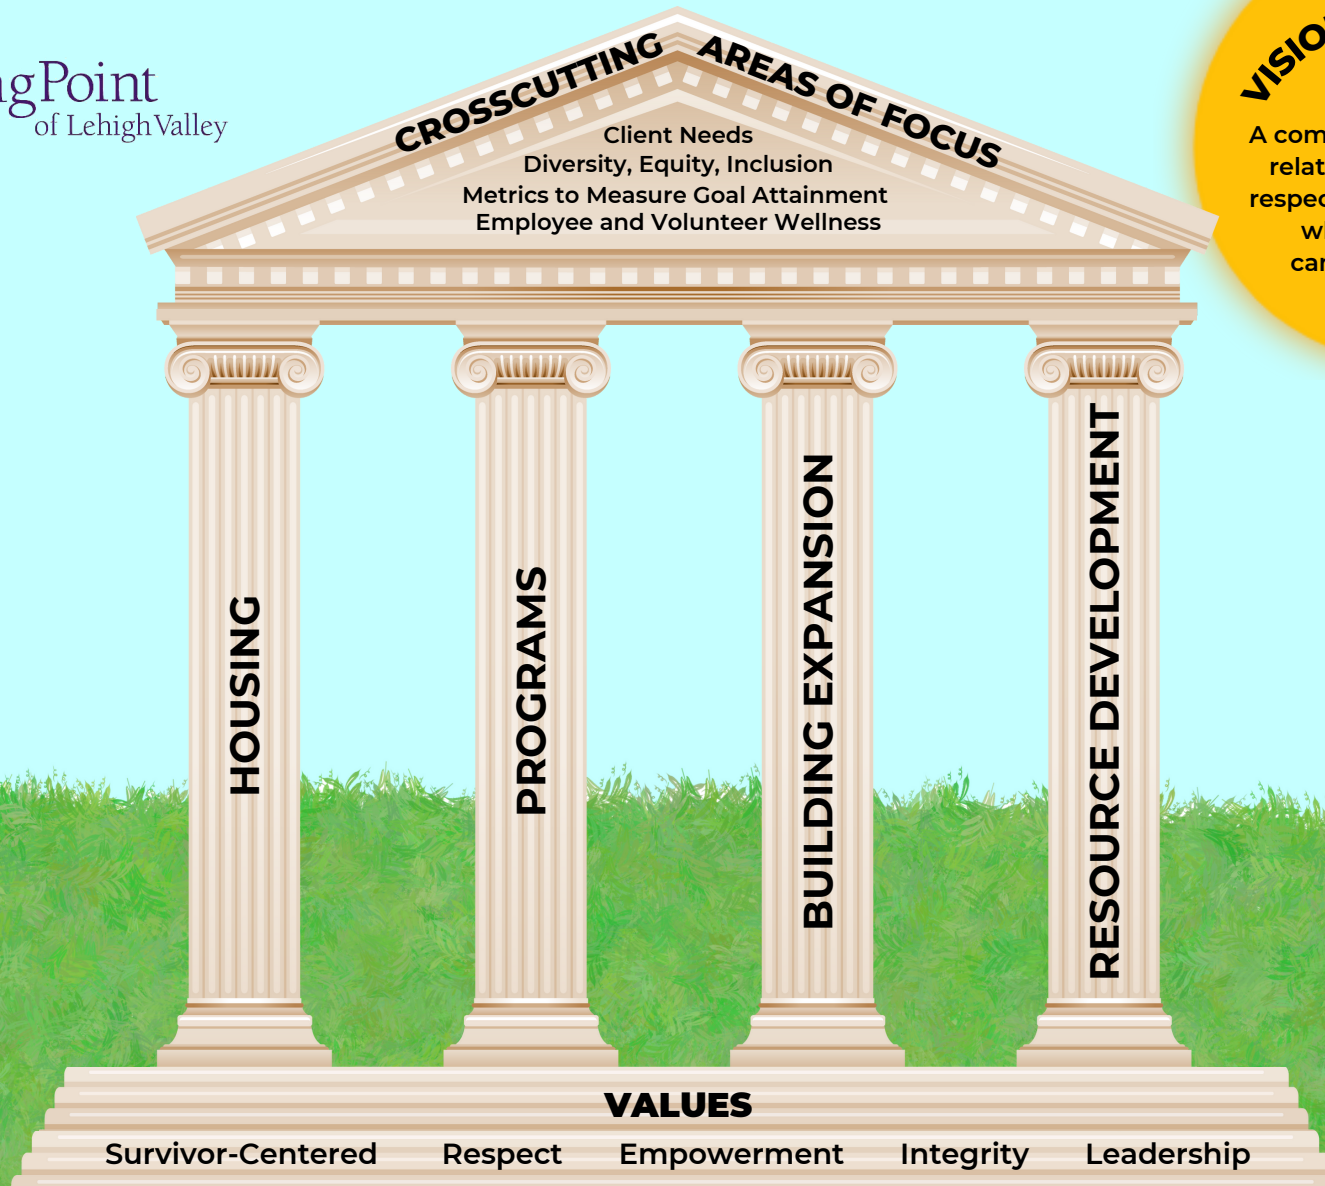 gPoint
of Lehigh Valley
CROSSCUTTING AREAS OF FOCUS
Client Needs
Diversity, Equity, Inclusion
Metrics to Measure Goal Attainment
Employee and Volunteer Wellness
A
HOUSING
PROGRAMS
BUILDING EXPANSION
RESOURCE DEVELOPMENT
VALUES
Survivor-Centered Respect Empowerment Integrity Leadership